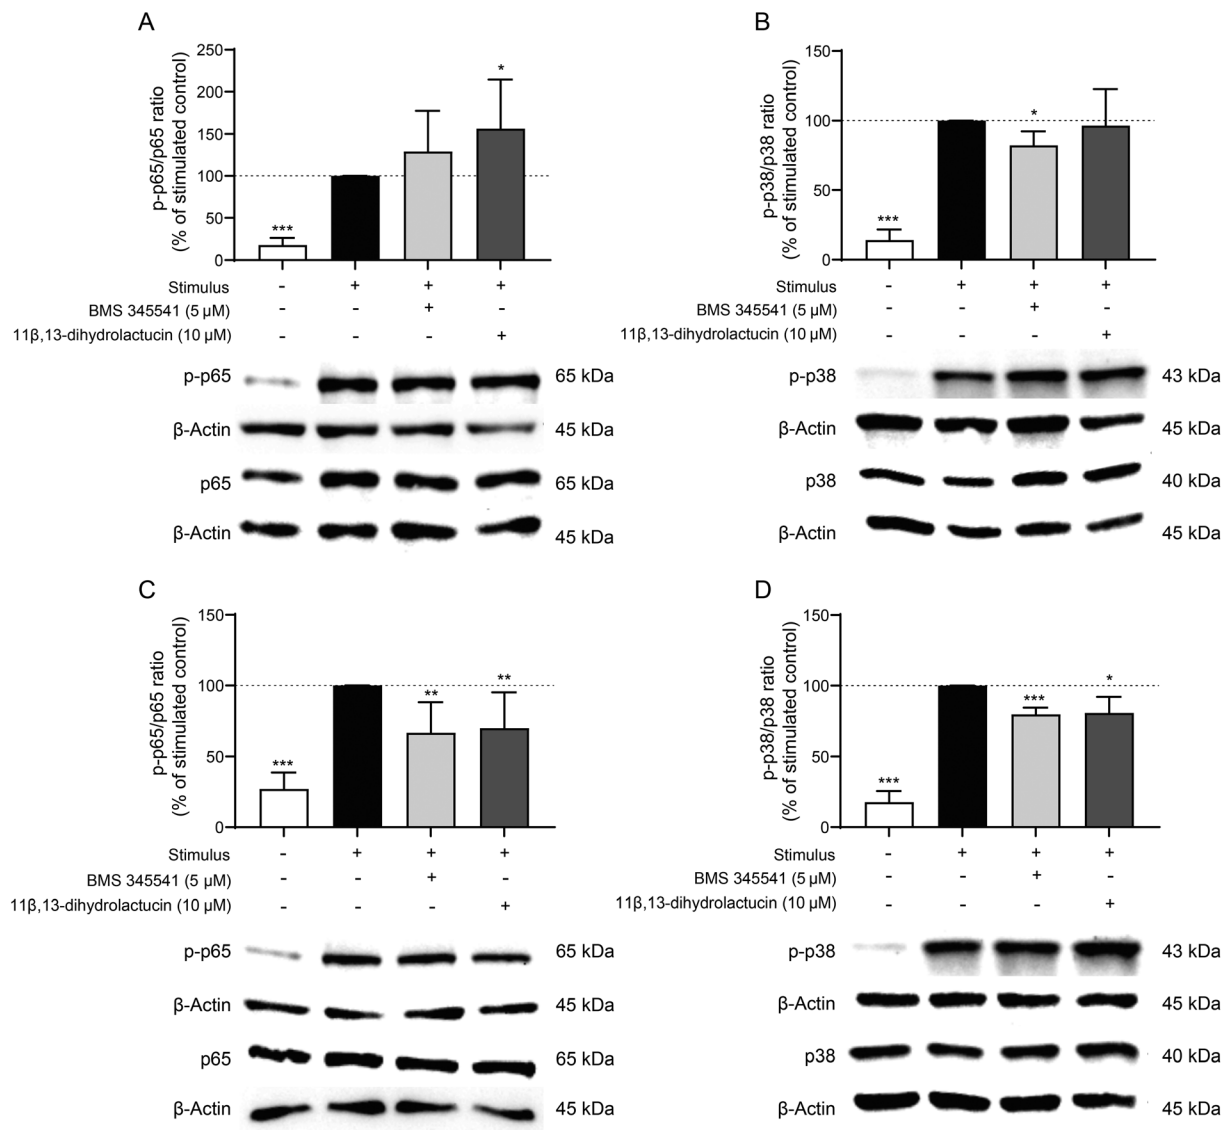 A
p-p65/p65 ratio
(% of stimulated control)
250
200
150
100
50
0
***
*
Stimulus - + + +
BMS 345541 (5 µM) - - + -
11β,13-dihydrolactucin (10 µM) - - - +
p-p65 65 kDa
β-Actin 45 kDa
p65 65 kDa
β-Actin 45 kDa
B
p-p38/p38 ratio
(% of stimulated control)
150
100
50
0
***
*
Stimulus - + + +
BMS 345541 (5 µM) - - + -
11β,13-dihydrolactucin (10 µM) - - - +
p-p38 43 kDa
β-Actin 45 kDa
p38 40 kDa
β-Actin 45 kDa
C
p-p65/p65 ratio
(% of stimulated control)
150
100
50
0
***
**
**
Stimulus - + + +
BMS 345541 (5 µM) - - + -
11β,13-dihydrolactucin (10 µM) - - - +
p-p65 65 kDa
β-Actin 45 kDa
p65 65 kDa
β-Actin 45 kDa
D
p-p38/p38 ratio
(% of stimulated control)
150
100
50
0
***
***
*
Stimulus - + + +
BMS 345541 (5 µM) - - + -
11β,13-dihydrolactucin (10 µM) - - - +
p-p38 43 kDa
β-Actin 45 kDa
p38 40 kDa
β-Actin 45 kDa